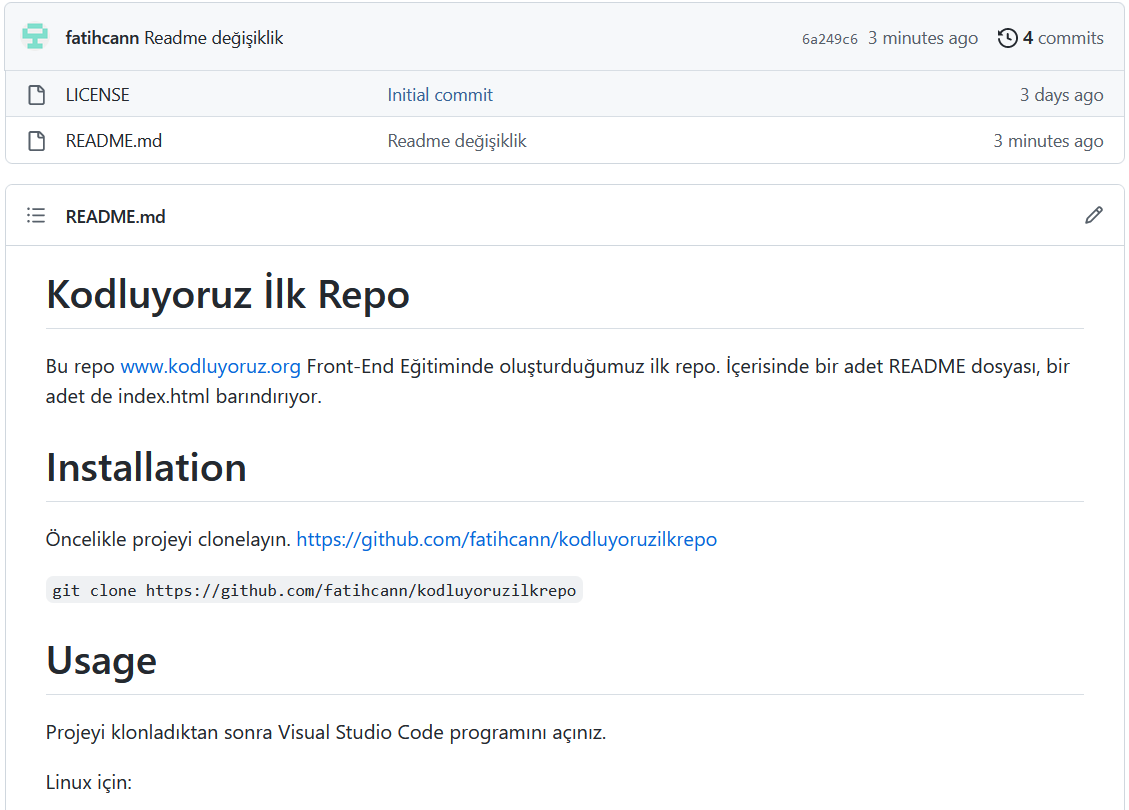 fatihcann Readme değişiklik 6a249c6 3 minutes ago 4 commits
LICENSE Initial commit 3 days ago
README.md Readme değişiklik 3 minutes ago
README.md
Kodluyoruz İlk Repo
Bu repo www.kodluyoruz.org Front-End Eğitiminde oluşturduğumuz ilk repo. İçerisinde bir adet README dosyası, bir
adet de index.html barındırıyor.
Installation
Öncelikle projeyi clonelayın. https://github.com/fatihcann/kodluyoruzilkrepo
git clone https://github.com/fatihcann/kodluyoruzilkrepo
Usage
Projeyi klonladıktan sonra Visual Studio Code programını açınız.
Linux için: